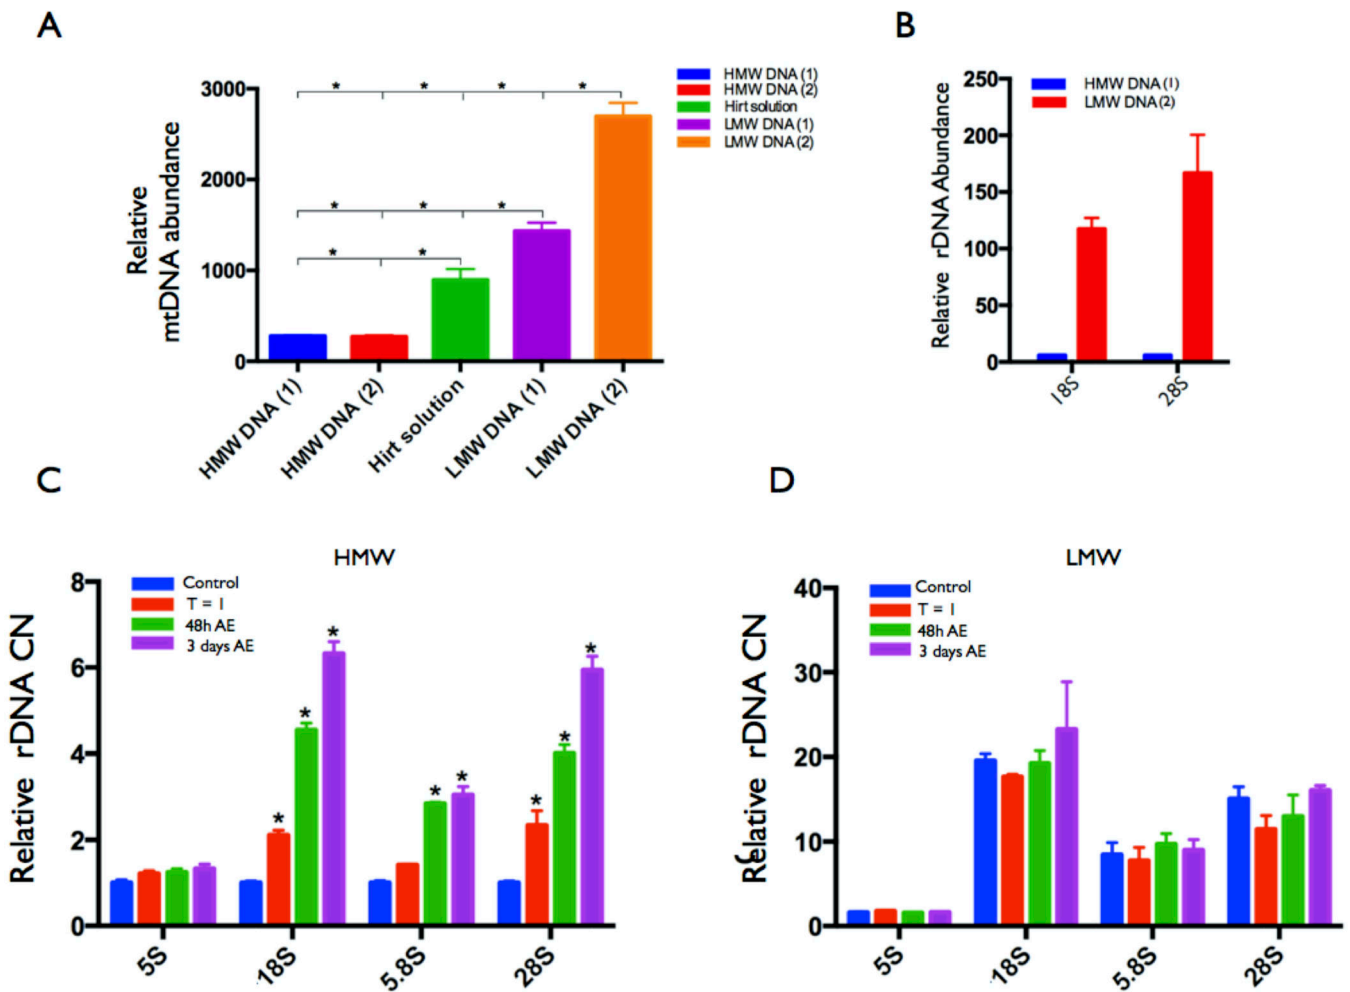 A
Relative
mtDNA abundance
3000
2000
1000
0
*
*
*
*
*
*
*
*
*
HMW DNA (1)
HMW DNA (2)
Hirt solution
LMW DNA (1)
LMW DNA (2)
HMW DNA (1)
HMW DNA (2)
Hirt solution
LMW DNA (1)
LMW DNA (2)
B
Relative rDNA Abundance
250
200
150
100
50
0
HMW DNA (1)
LMW DNA (2)
18S
28S
C
HMW
Relative rDNA CN
8
6
4
2
0
Control
T = 1
48h AE
3 days AE
*
*
*
*
*
*
*
*
5S
18S
5.8S
28S
D
LMW
Relative rDNA CN
40
30
20
10
0
Control
T = 1
48h AE
3 days AE
5S
18S
5.8S
28S